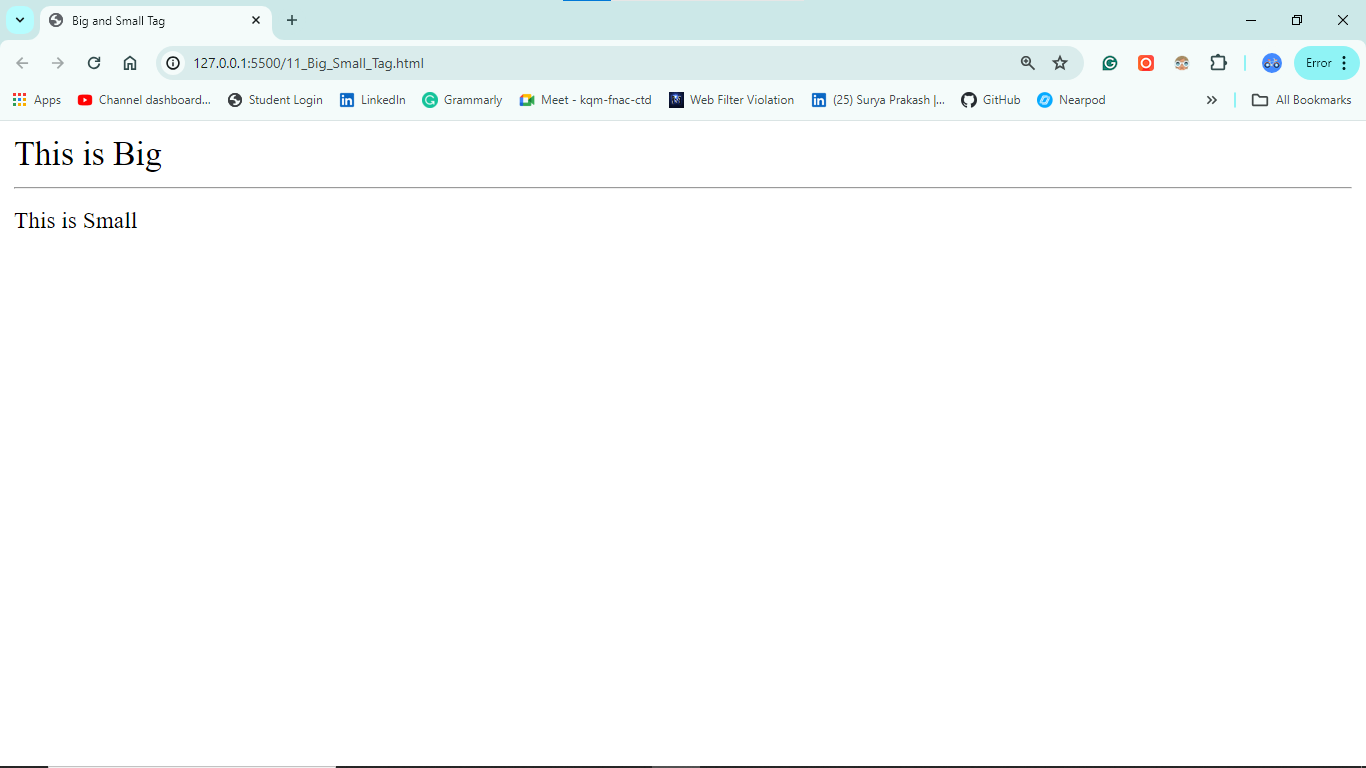 Big and Small Tag
127.0.0.1:5500/11_Big_Small_Tag.html
Error
Apps Channel dashboard... Student Login LinkedIn Grammarly Meet - kqm-fnac-ctd Web Filter Violation (25) Surya Prakash |... GitHub Nearpod » All Bookmarks
This is Big
This is Small